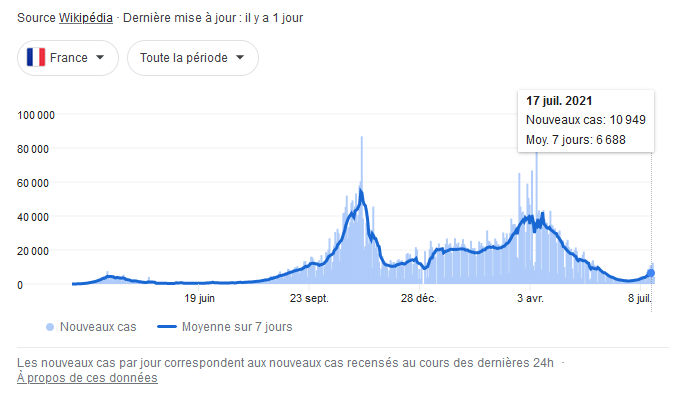 Source Wikipédia · Dernière mise à jour : il y a 1 jour
France
Toute la période
17 juil. 2021
Nouveaux cas: 10 949
Moy. 7 jours: 6 688
100 000
80 000
60 000
40 000
20 000
0
19 juin
23 sept.
28 déc.
3 avr.
8 juil.
Nouveaux cas
Moyenne sur 7 jours
Les nouveaux cas par jour correspondent aux nouveaux cas recensés au cours des dernières 24h ·
À propos de ces données